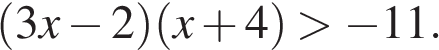 (3x − 2)(x + 4) > −11.